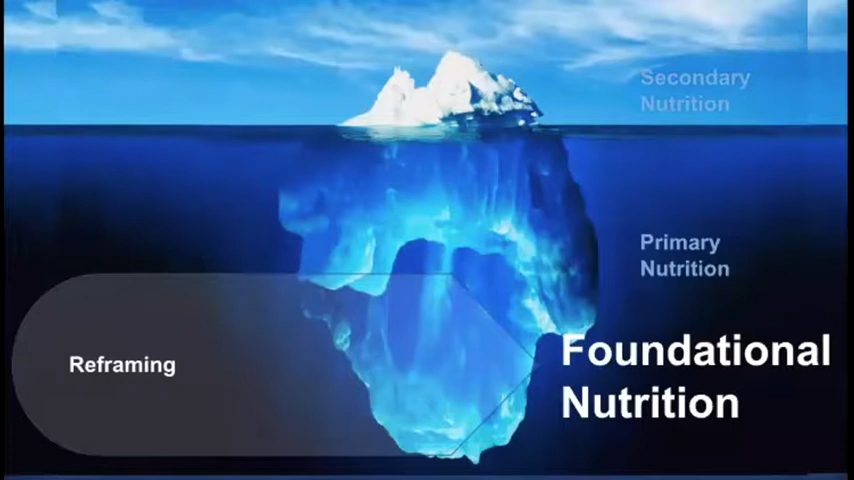 Secondary
Nutrition
Primary
Nutrition
Reframing
Foundational
Nutrition